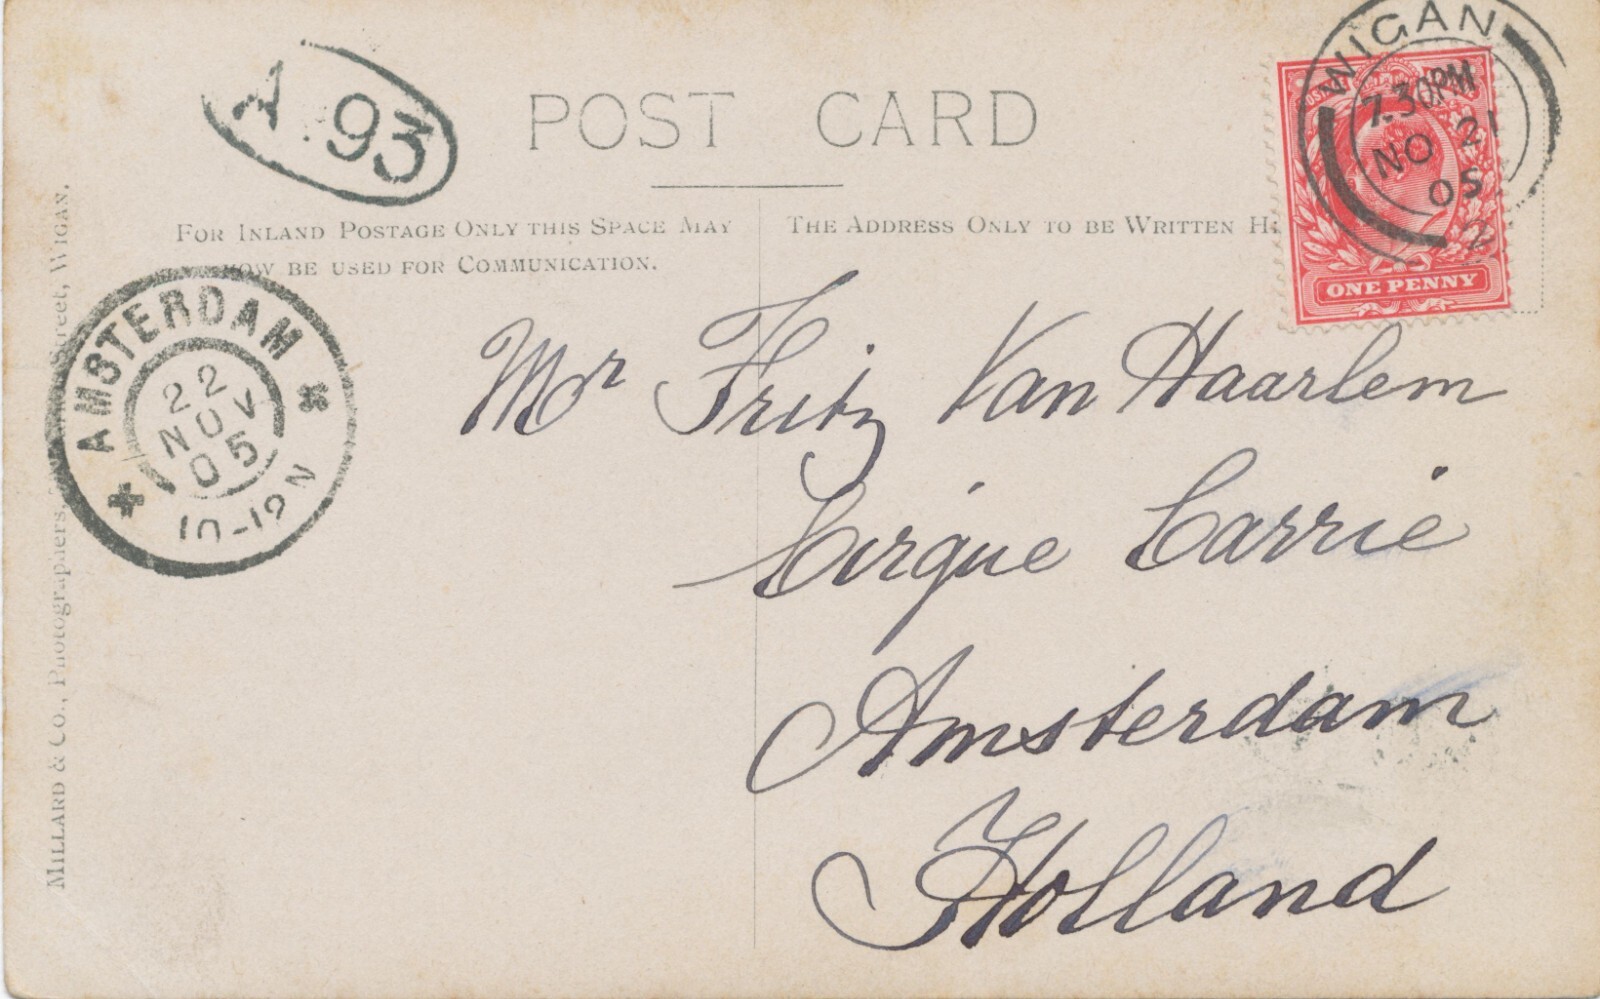 A.93
POST CARD
FOR INLAND POSTAGE ONLY THIS SPACE MAY
NOW BE USED FOR COMMUNICATION.
THE ADDRESS ONLY TO BE WRITTEN
WIGAN
7.30PM
NO 21
05
2
ONE PENNY
AMSTERDAM
22
NOV
05
10-12N
Mr Fritz Van Haarlem
Cirque Carrie
Amsterdam
Holland
MILLARD & CO., Photographers, Street, WIGAN.